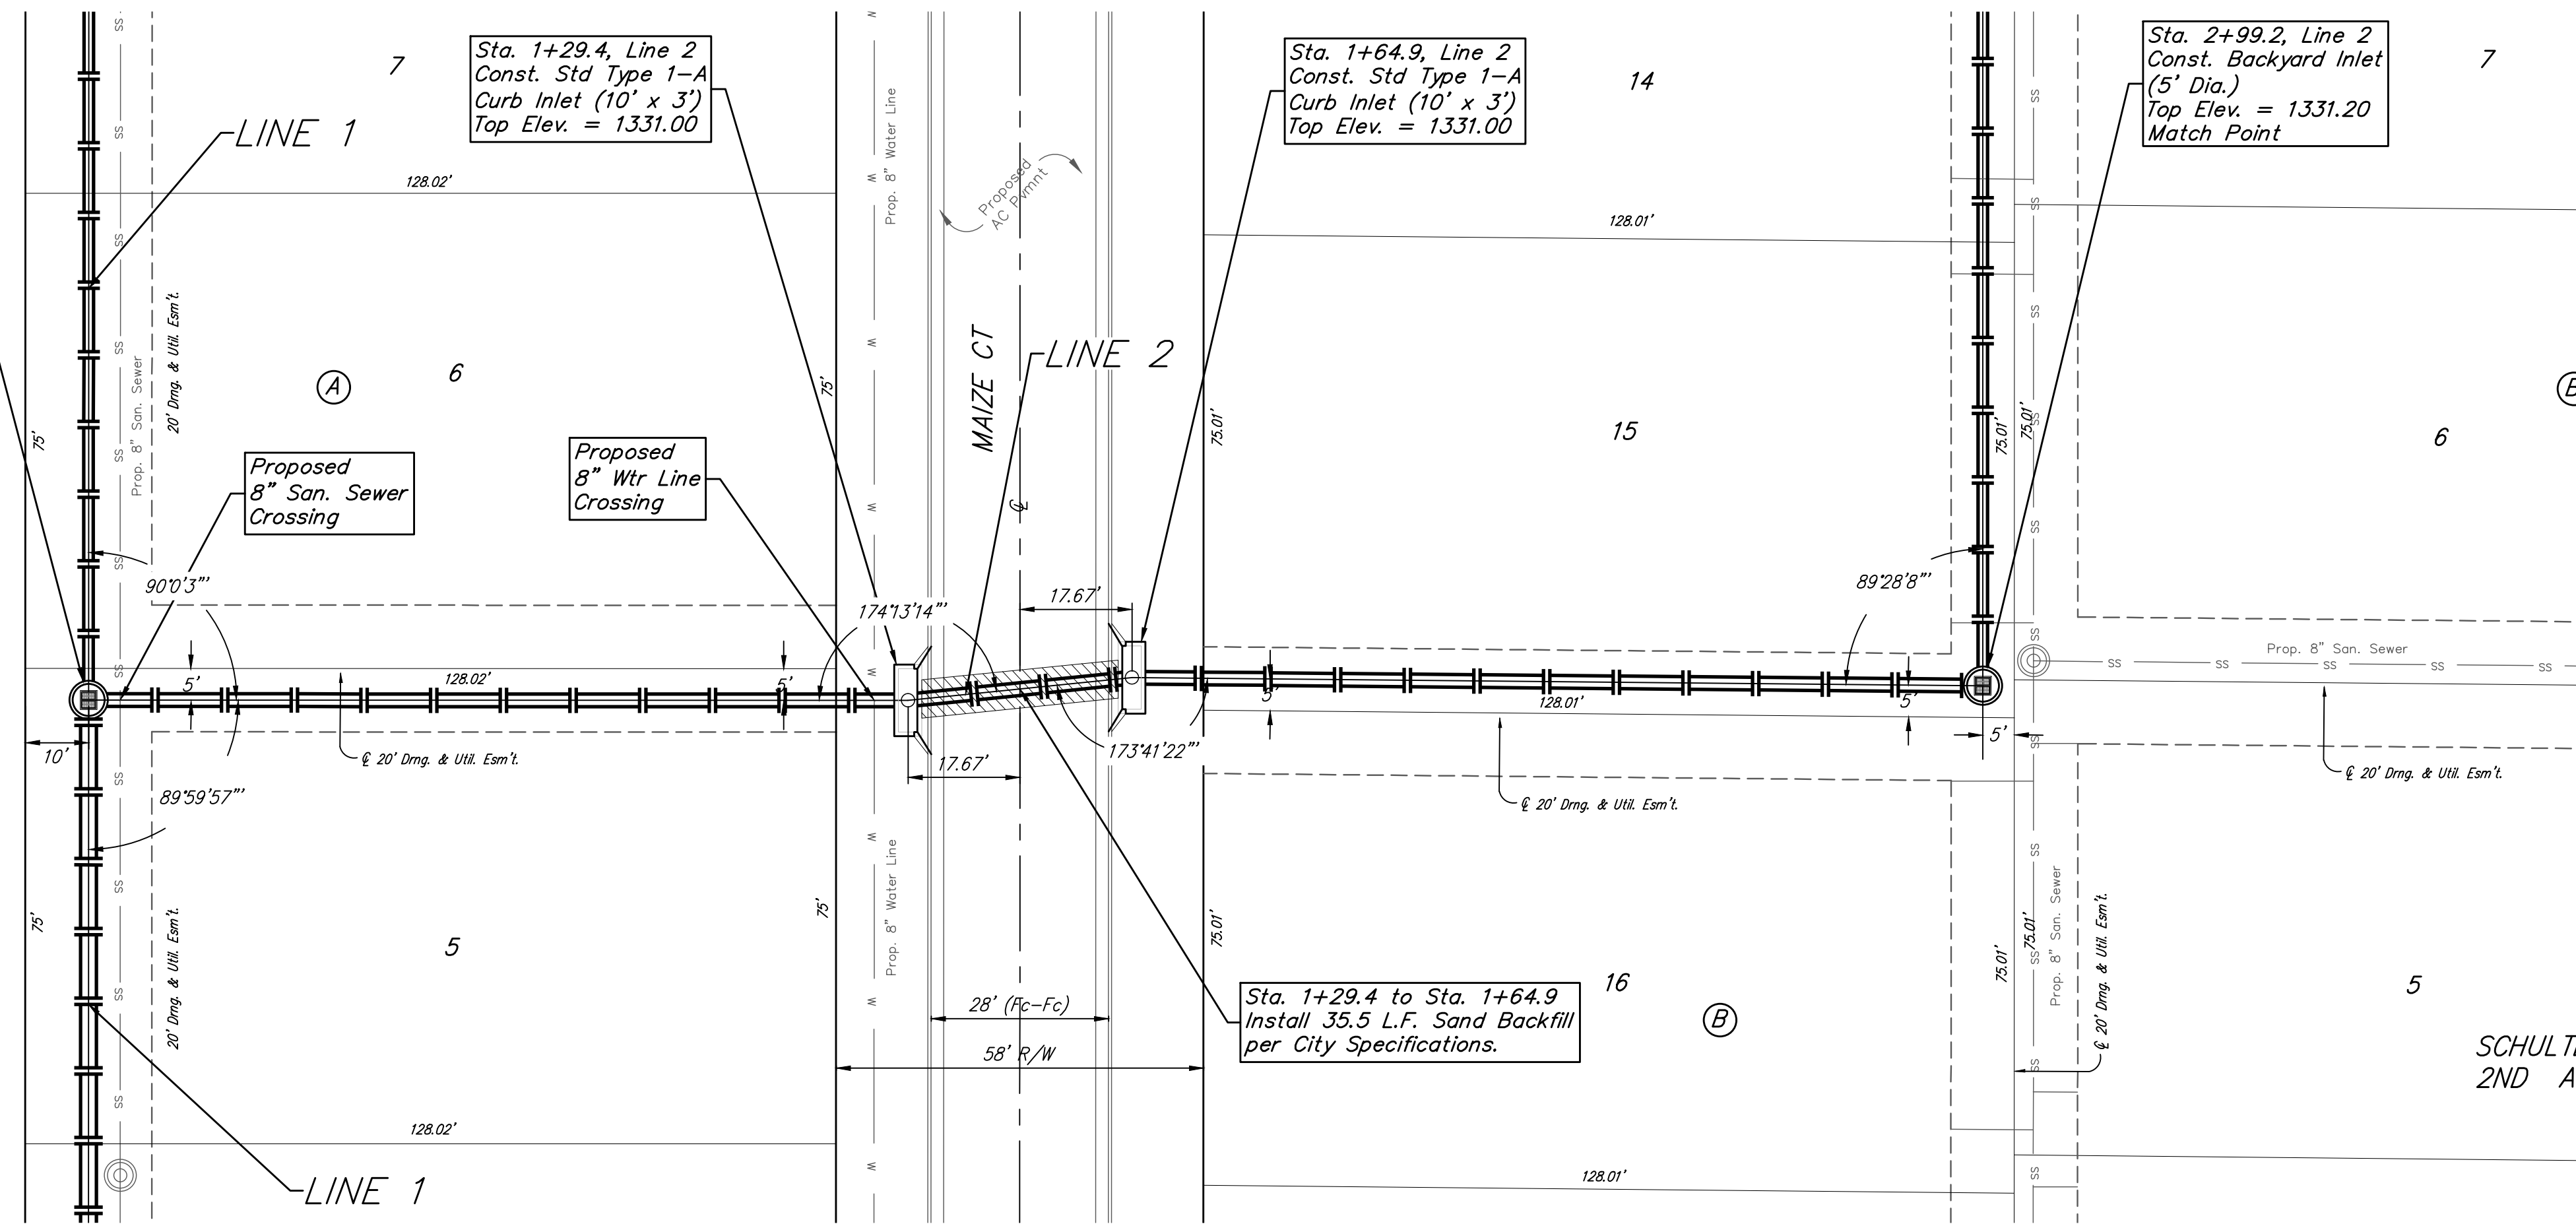 7
Sta. 1+29.4, Line 2
Const. Std Type 1-A
Curb Inlet (10' x 3')
Top Elev. = 1331.00
Sta. 1+64.9, Line 2
Const. Std Type 1-A
Curb Inlet (10' x 3')
Top Elev. = 1331.00
14
Sta. 2+99.2, Line 2
Const. Backyard Inlet
(5' Dia.)
Top Elev. = 1331.20
Match Point
7
LINE 1
128.02'
Prop. 8" Water Line
Proposed
AC Pvmnt
128.01'
20' Drng. & Util. Esm't.
Prop. 8" San. Sewer
75'
A
6
75'
MAIZE CT
LINE 2
75.01'
15
75.01'
75.01'
6
Proposed
8" San. Sewer
Crossing
Proposed
8" Wtr Line
Crossing
℄
90°0'3"'
174°13'14"'
17.67'
89°28'8"'
5'
128.02'
5'
5'
128.01'
5'
Prop. 8" San. Sewer
SS
SS
SS
SS
SS
10'
℄ 20' Drng. & Util. Esm't.
17.67'
173°41'22"'
5'
℄ 20' Drng. & Util. Esm't.
℄ 20' Drng. & Util. Esm't.
89°59'57"'
75'
20' Drng. & Util. Esm't.
5
75'
Prop. 8" Water Line
75.01'
28' (Fc-Fc)
58' R/W
Sta. 1+29.4 to Sta. 1+64.9
Install 35.5 L.F. Sand Backfill
per City Specifications.
16
B
75.01'
75.01'
Prop. 8" San. Sewer
℄ 20' Drng. & Util. Esm't.
5
2ND
128.02'
128.01'
LINE 1